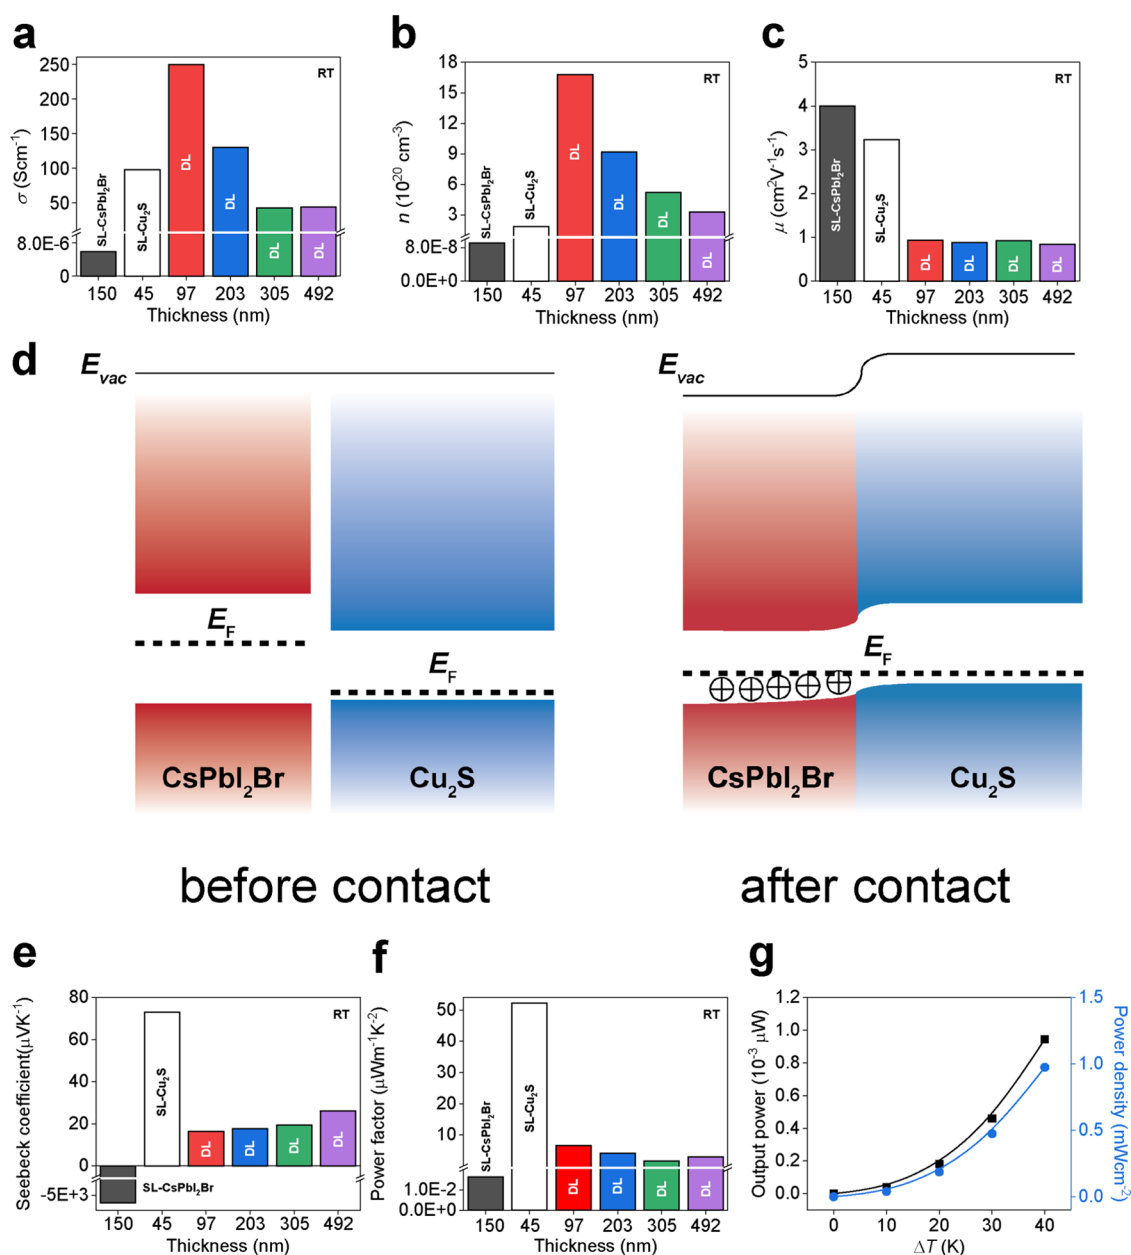 a
σ (Scm⁻¹)
250
200
150
100
50
8.0E-6
0
RT
SL-CsPbI₂Br
SL-Cu₂S
DL
DL
DL
DL
150 45 97 203 305 492
Thickness (nm)
b
n (10²⁰ cm⁻³)
18
15
12
9
6
3
8.0E-8
0.0E+0
RT
SL-CsPbI₂Br
SL-Cu₂S
DL
DL
DL
DL
150 45 97 203 305 492
Thickness (nm)
c
μ (cm²V⁻¹s⁻¹)
5
4
3
2
1
0
RT
SL-CsPbI₂Br
SL-Cu₂S
DL
DL
DL
DL
150 45 97 203 305 492
Thickness (nm)
d
E_vac
E_F
E_F
CsPbI₂Br
Cu₂S
before contact
E_vac
E_F
CsPbI₂Br
Cu₂S
after contact
e
Seebeck coefficient(μVK⁻¹)
80
60
40
20
0
-5E+3
RT
SL-CsPbI₂Br
SL-Cu₂S
DL
DL
DL
DL
150 45 97 203 305 492
Thickness (nm)
f
Power factor (μWm⁻¹K⁻²)
50
40
30
20
10
1.0E-2
0.0E+0
RT
SL-CsPbI₂Br
SL-Cu₂S
DL
DL
DL
DL
150 45 97 203 305 492
Thickness (nm)
g
Output power (10⁻³ μW)
1.2
1.0
0.8
0.6
0.4
0.2
0.0
Power density (mWcm⁻²)
1.5
1.0
0.5
0.0
0 10 20 30 40
ΔT (K)